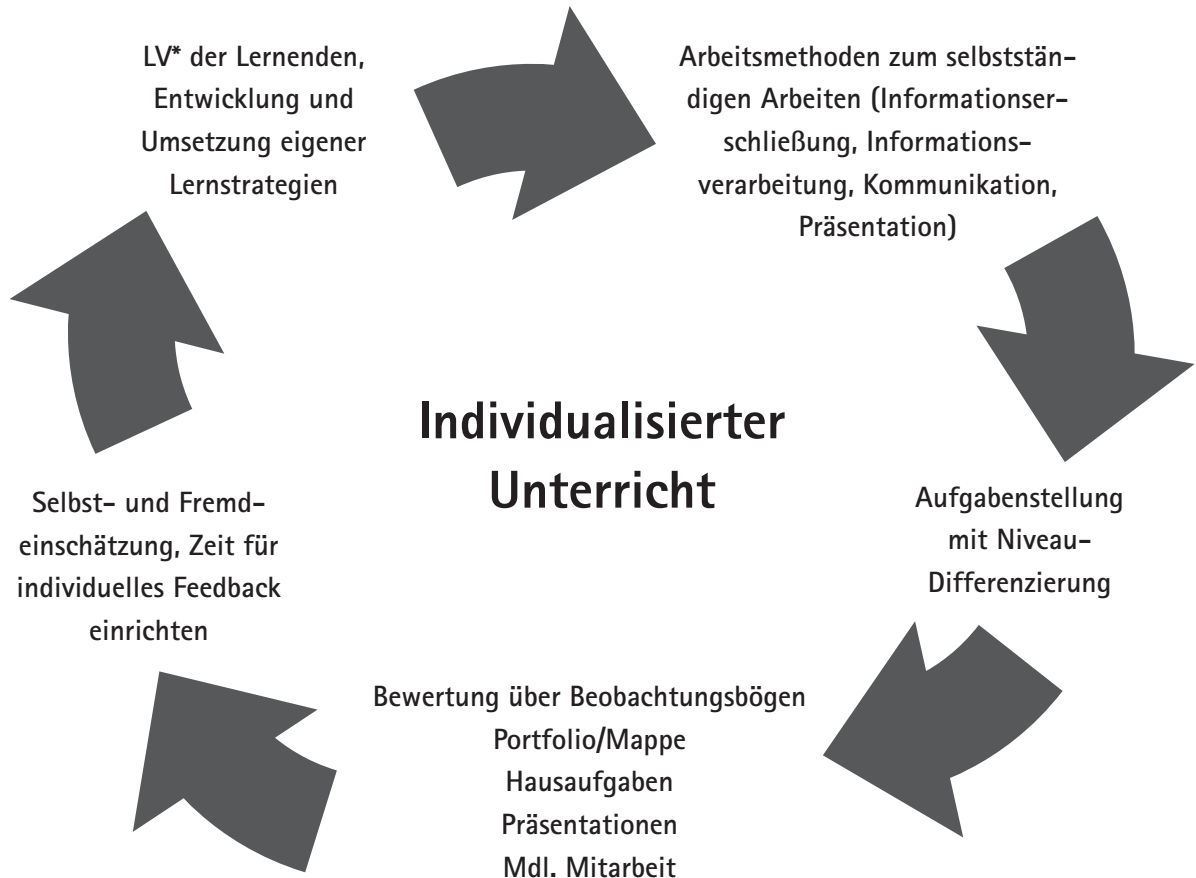 LV* der Lernenden,
Entwicklung und
Umsetzung eigener
Lernstrategien
Arbeitsmethoden zum selbststän-
digen Arbeiten (Informationser-
schließung, Informations-
verarbeitung, Kommunikation,
Präsentation)
Individualisierter
Unterricht
Aufgabenstellung
mit Niveau-
Differenzierung
Bewertung über Beobachtungsbögen
Portfolio/Mappe
Hausaufgaben
Präsentationen
Mdl. Mitarbeit
Selbst- und Fremd-
einschätzung, Zeit für
individuelles Feedback
einrichten